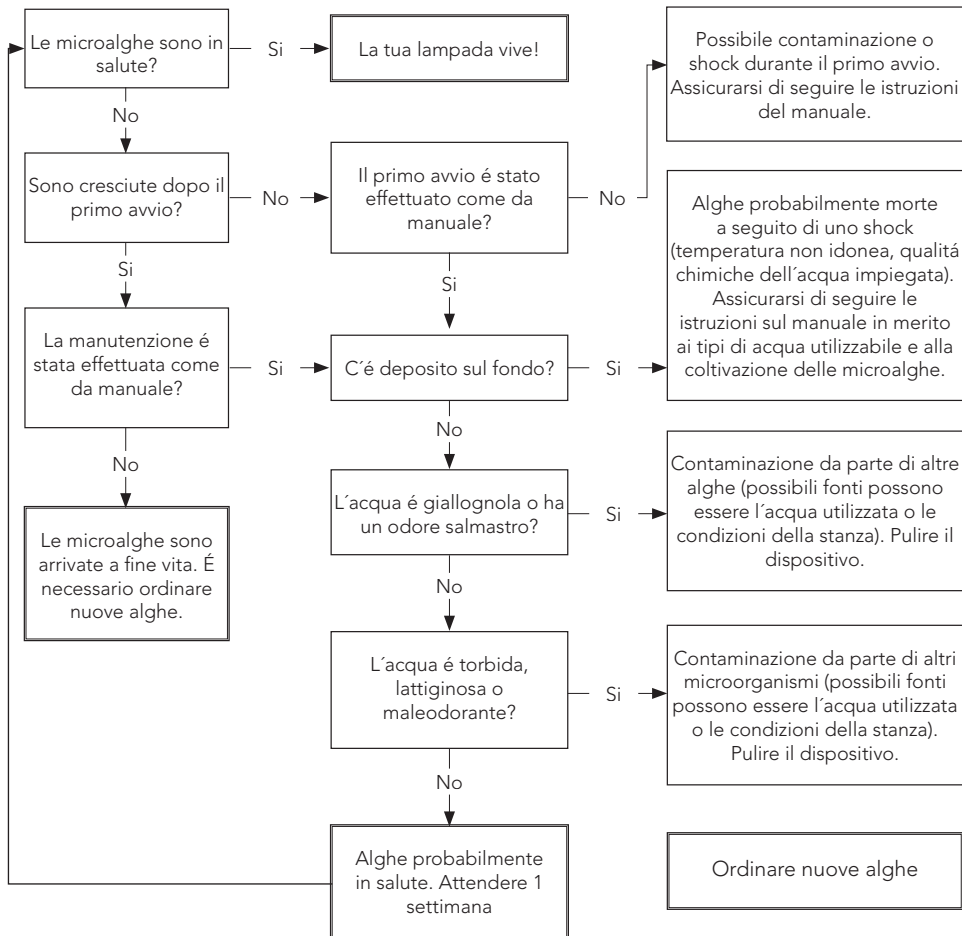 Le microalghe sono in
salute?
Si
La tua lampada vive!
Possibile contaminazione o
shock durante il primo avvio.
Assicurarsi di seguire le istruzioni
del manuale.
No
Sono cresciute dopo il
primo avvio?
No
Il primo avvio é stato
effettuato come da
manuale?
No
Alghe probabilmente morte
a seguito di uno shock
(temperatura non idonea, qualitá
chimiche dell´acqua impiegata).
Assicurarsi di seguire le
istruzioni sul manuale in merito
ai tipi di acqua utilizzabile e alla
coltivazione delle microalghe.
Si
Si
La manutenzione é
stata effettuata come
da manuale?
Si
C´é deposito sul fondo?
Si
No
No
L´acqua é giallognola o ha
un odore salmastro?
Si
Contaminazione da parte di altre
alghe (possibili fonti possono
essere l´acqua utilizzata o le
condizioni della stanza). Pulire il
dispositivo.
Le microalghe sono
arrivate a fine vita. É
necessario ordinare
nuove alghe.
No
L´acqua é torbida,
lattiginosa o
maleodorante?
Si
Contaminazione da parte di altri
microorganismi (possibili fonti
possono essere l´acqua utilizzata
o le condizioni della stanza).
Pulire il dispositivo.
No
Alghe probabilmente
in salute. Attendere 1
settimana
Ordinare nuove alghe